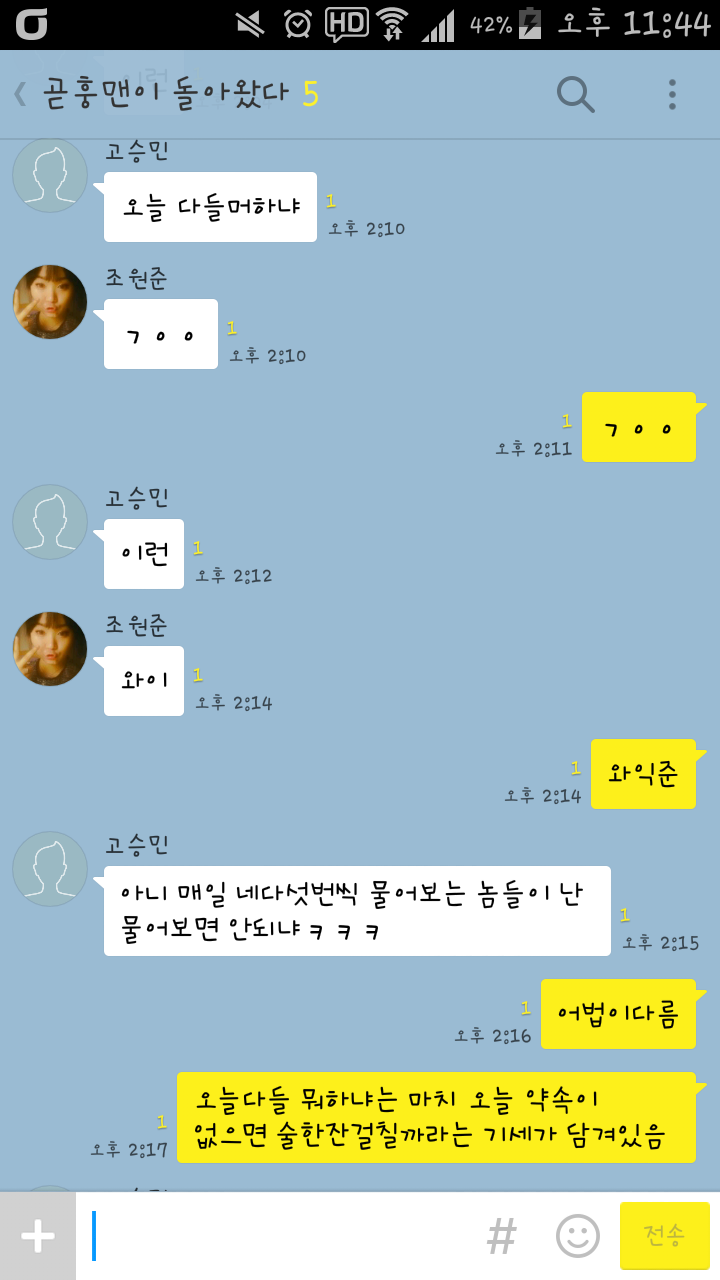 HD 42% 오후 11:44
곧훙맨이 돌아왔다 5
고승민
오늘 다들머하냐
1
오후 2:10
조원준
ㄱㅇㅇ
1
오후 2:10
ㄱㅇㅇ
1
오후 2:11
고승민
이런
1
오후 2:12
조원준
와이
1
오후 2:14
와익준
1
오후 2:14
고승민
아니 매일 네다섯번씩 물어보는 놈들이 난
물어보면 안되냐ㅋㅋㅋ
1
오후 2:15
어법이다름
1
오후 2:16
오늘다들 뭐하냐는 마치 오늘 약속이
없으면 술한잔걸칠까라는 기세가 담겨있음
1
오후 2:17
전송